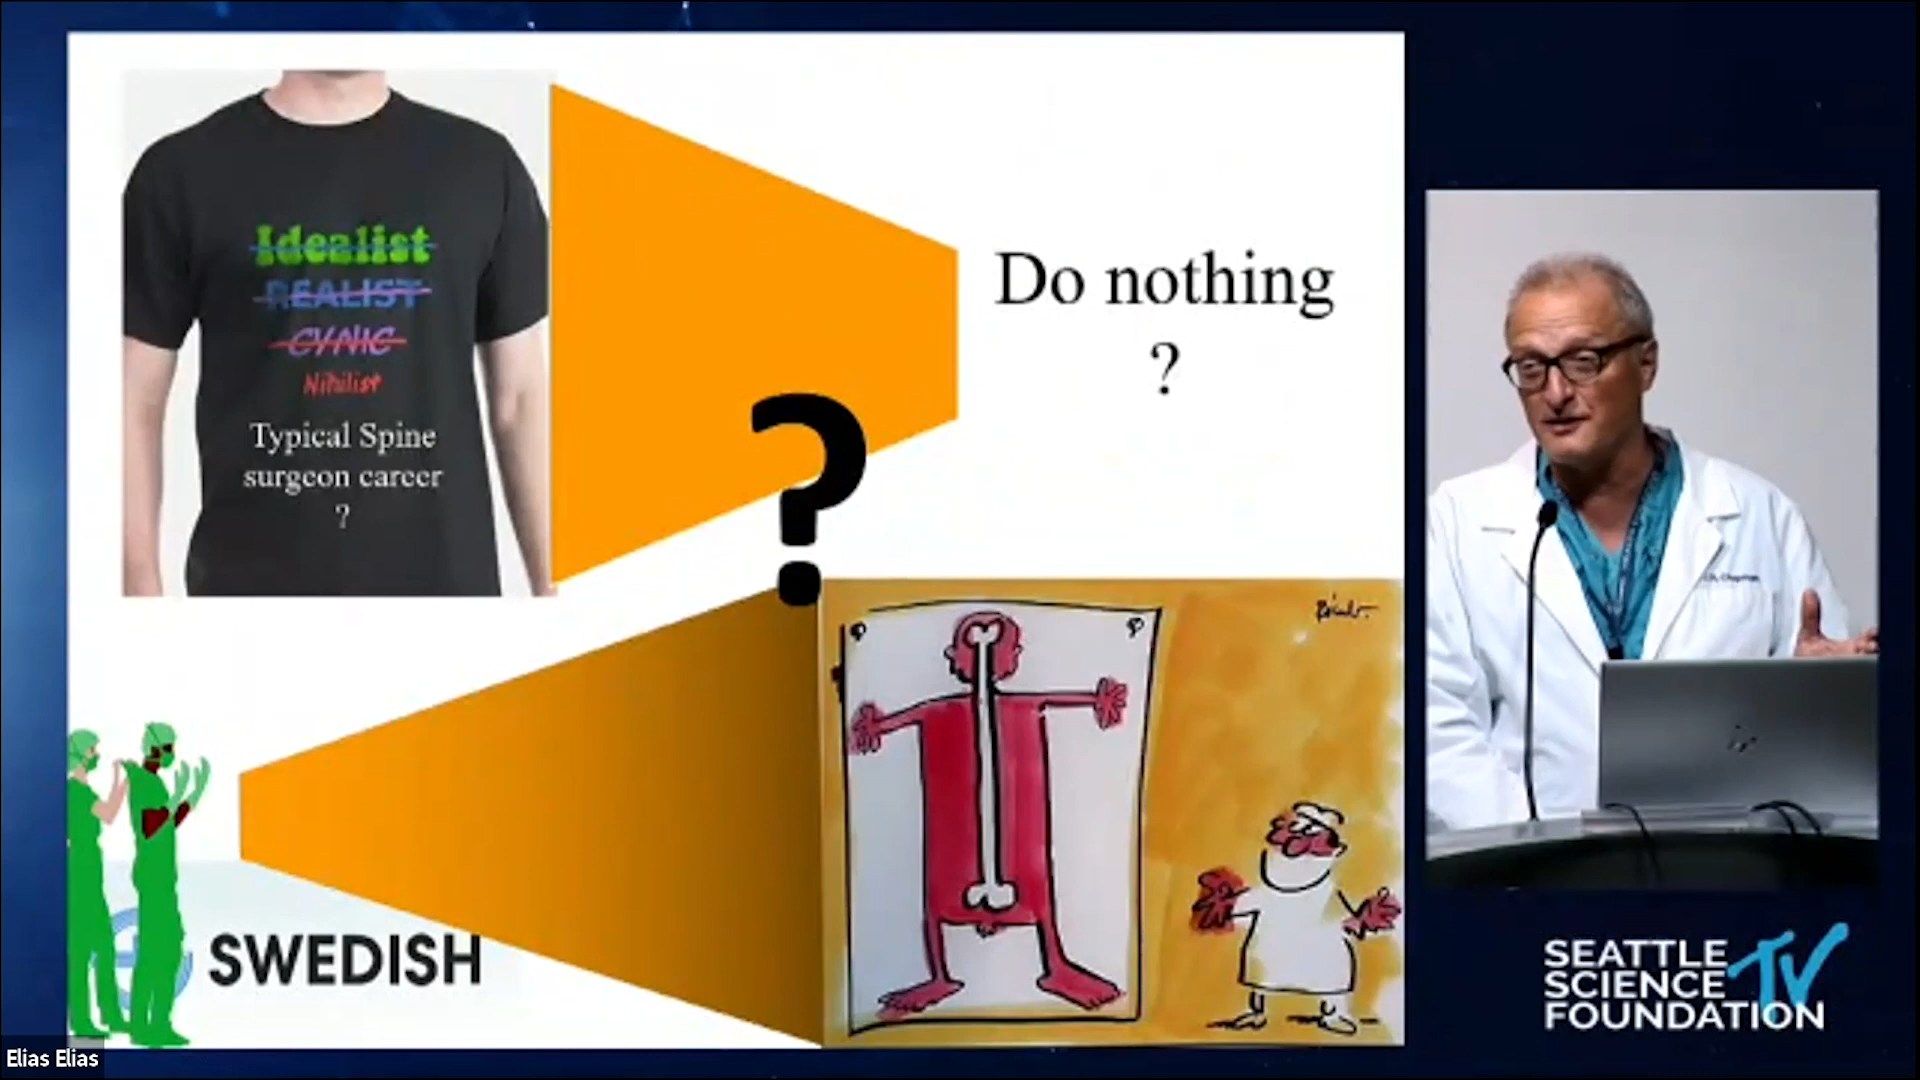 Idealist
REALIST
CYNIC
Nihilist
Typical Spine
surgeon career
?
Do nothing
?
?
SWEDISH
SEATTLE
SCIENCE
FOUNDATION
TV
Elias Elias